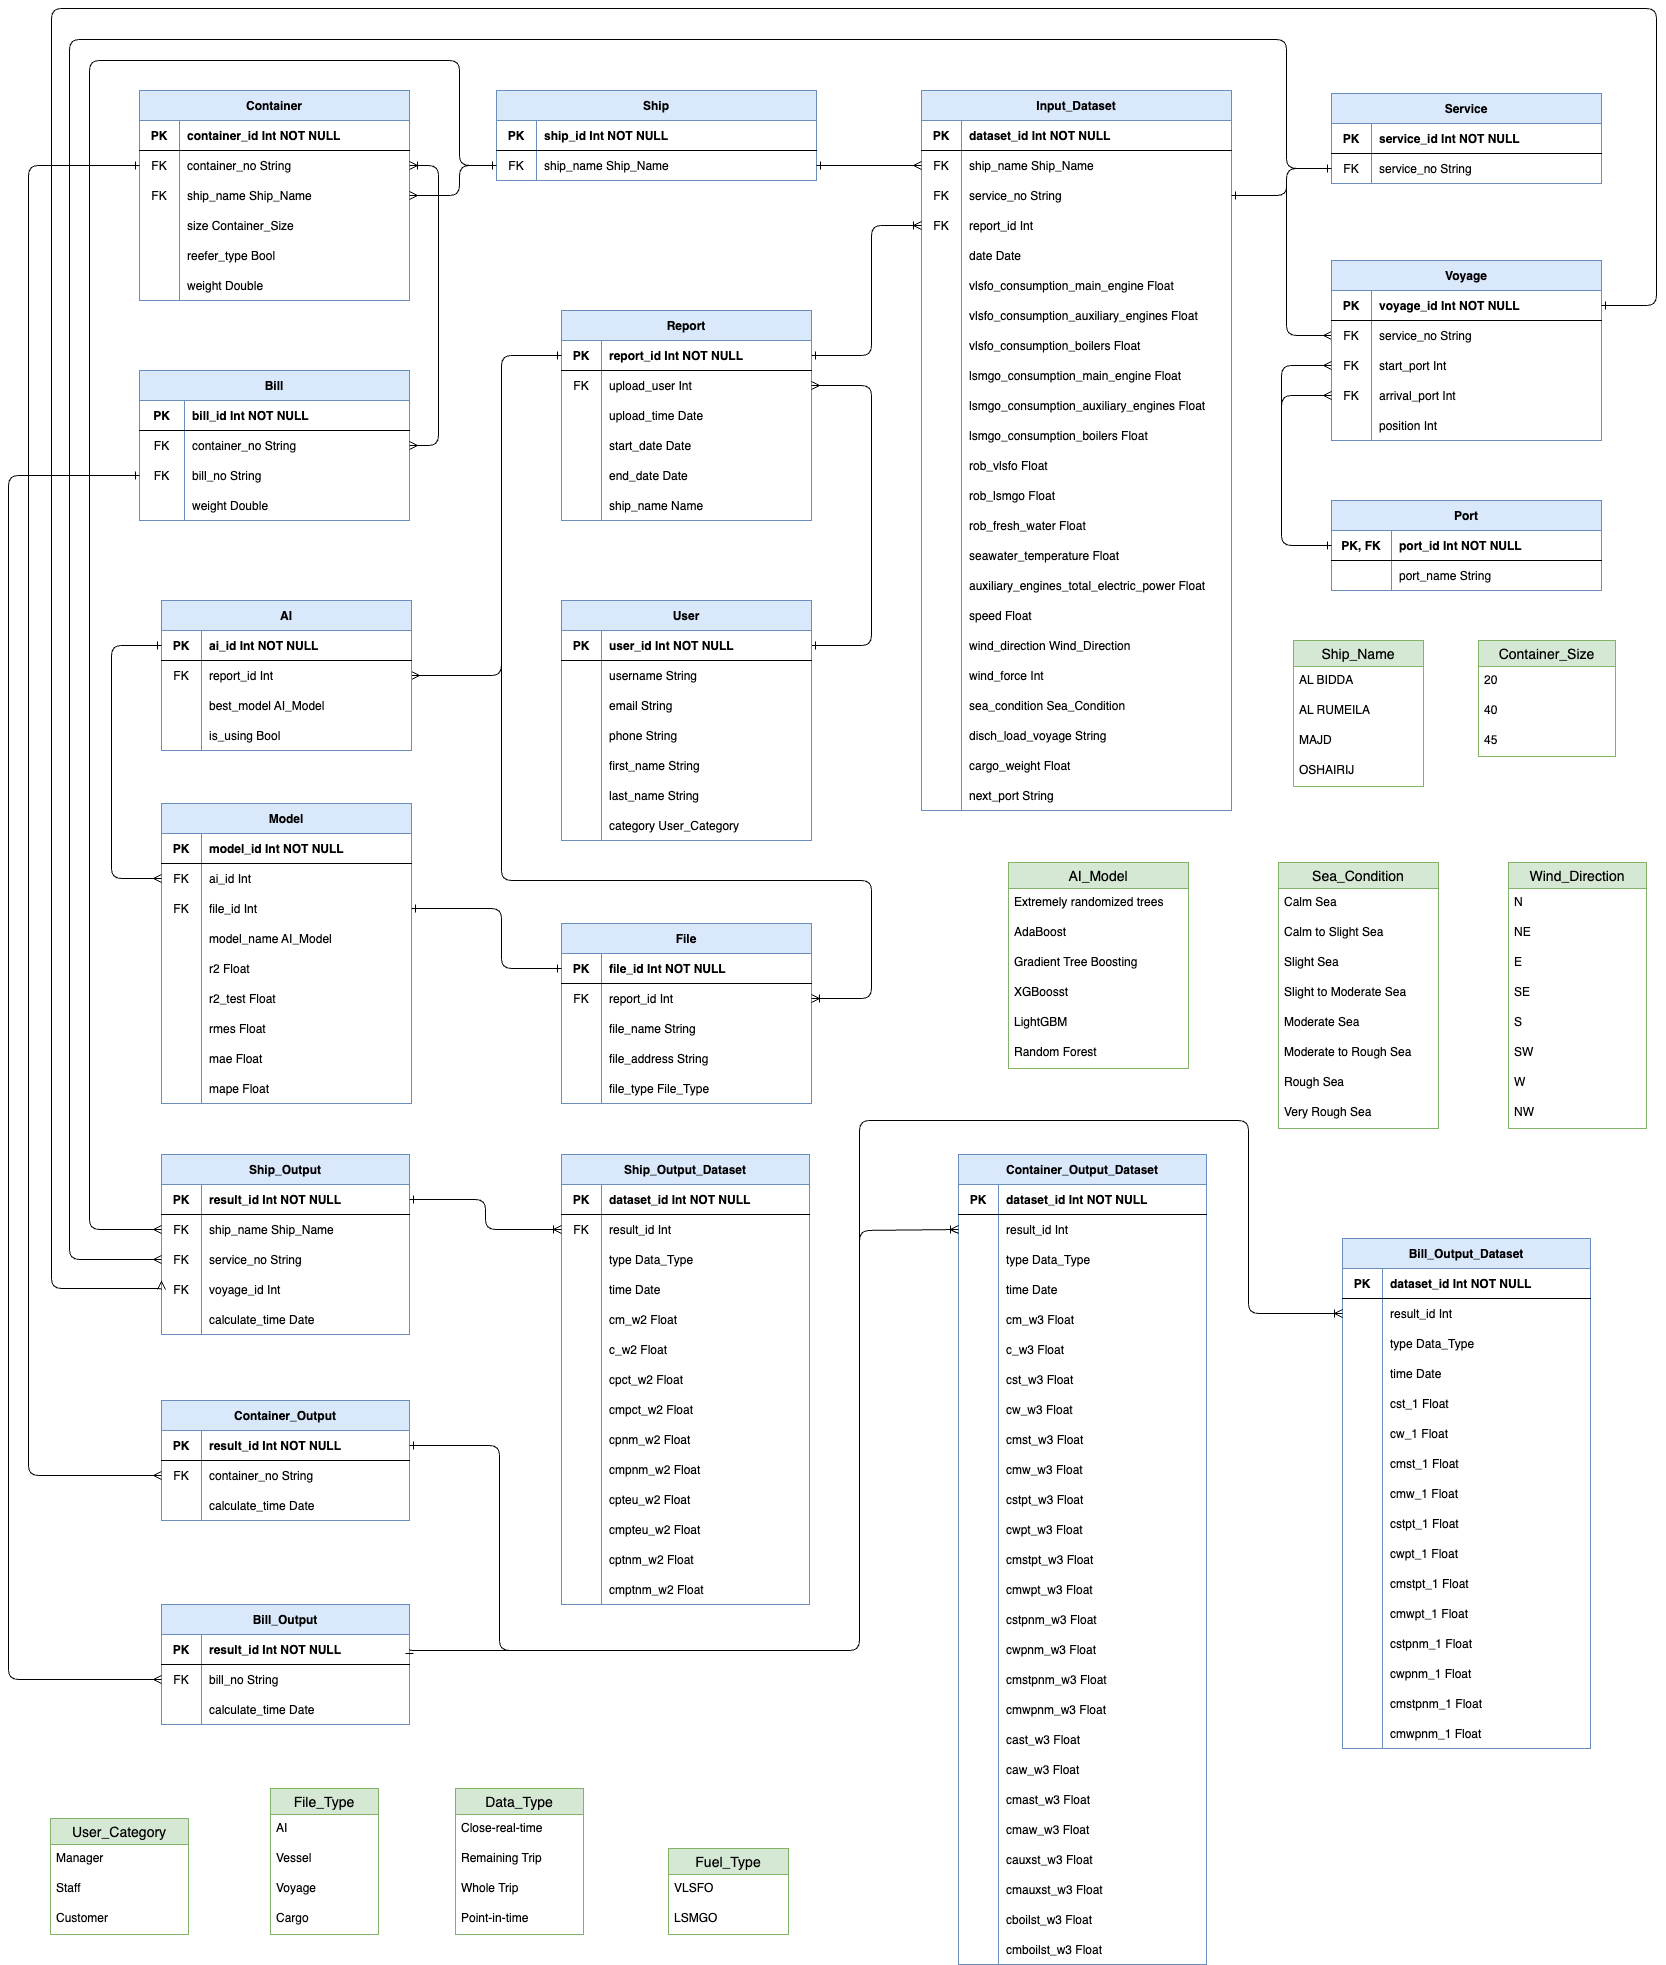 Container
PK container_id Int NOT NULL
FK container_no String
FK ship_name Ship_Name
size Container_Size
reefer_type Bool
weight Double
Ship
PK ship_id Int NOT NULL
FK ship_name Ship_Name
Input_Dataset
PK dataset_id Int NOT NULL
FK ship_name Ship_Name
FK service_no String
FK report_id Int
date Date
vlsfo_consumption_main_engine Float
vlsfo_consumption_auxiliary_engines Float
vlsfo_consumption_boilers Float
lsmgo_consumption_main_engine Float
lsmgo_consumption_auxiliary_engines Float
lsmgo_consumption_boilers Float
rob_vlsfo Float
rob_lsmgo Float
rob_fresh_water Float
seawater_temperature Float
auxiliary_engines_total_electric_power Float
speed Float
wind_direction Wind_Direction
wind_force Int
sea_condition Sea_Condition
disch_load_voyage String
cargo_weight Float
next_port String
Service
PK service_id Int NOT NULL
FK service_no String
Voyage
PK voyage_id Int NOT NULL
FK service_no String
FK start_port Int
FK arrival_port Int
position Int
Report
PK report_id Int NOT NULL
FK upload_user Int
upload_time Date
start_date Date
end_date Date
ship_name Name
Bill
PK bill_id Int NOT NULL
FK container_no String
FK bill_no String
weight Double
Port
PK, FK port_id Int NOT NULL
port_name String
AI
PK ai_id Int NOT NULL
FK report_id Int
best_model AI_Model
is_using Bool
User
PK user_id Int NOT NULL
username String
email String
phone String
first_name String
last_name String
category User_Category
Ship_Name
AL BIDDA
AL RUMEILA
MAJD
OSHAIRIJ
Container_Size
20
40
45
Model
PK model_id Int NOT NULL
FK ai_id Int
FK file_id Int
model_name AI_Model
r2 Float
r2_test Float
rmes Float
mae Float
mape Float
File
PK file_id Int NOT NULL
FK report_id Int
file_name String
file_address String
file_type File_Type
AI_Model
Extremely randomized trees
AdaBoost
Gradient Tree Boosting
XGBoosst
LightGBM
Random Forest
Sea_Condition
Calm Sea
Calm to Slight Sea
Slight Sea
Slight to Moderate Sea
Moderate Sea
Moderate to Rough Sea
Rough Sea
Very Rough Sea
Wind_Direction
N
NE
E
SE
S
SW
W
NW
Ship_Output
PK result_id Int NOT NULL
FK ship_name Ship_Name
FK service_no String
FK voyage_id Int
calculate_time Date
Ship_Output_Dataset
PK dataset_id Int NOT NULL
FK result_id Int
type Data_Type
time Date
cm_w2 Float
c_w2 Float
cpct_w2 Float
cmpct_w2 Float
cpnm_w2 Float
cmpnm_w2 Float
cpteu_w2 Float
cmpteu_w2 Float
cptnm_w2 Float
cmptnm_w2 Float
Container_Output_Dataset
PK dataset_id Int NOT NULL
result_id Int
type Data_Type
time Date
cm_w3 Float
c_w3 Float
cst_w3 Float
cw_w3 Float
cmst_w3 Float
cmw_w3 Float
cstpt_w3 Float
cwpt_w3 Float
cmstpt_w3 Float
cmwpt_w3 Float
cstpnm_w3 Float
cwpnm_w3 Float
cmstpnm_w3 Float
cmwpnm_w3 Float
cast_w3 Float
caw_w3 Float
cmast_w3 Float
cmaw_w3 Float
cauxst_w3 Float
cmauxst_w3 Float
cboilst_w3 Float
cmboilst_w3 Float
Bill_Output_Dataset
PK dataset_id Int NOT NULL
result_id Int
type Data_Type
time Date
cst_1 Float
cw_1 Float
cmst_1 Float
cmw_1 Float
cstpt_1 Float
cwpt_1 Float
cmstpt_1 Float
cmwpt_1 Float
cstpnm_1 Float
cwpnm_1 Float
cmstpnm_1 Float
cmwpnm_1 Float
Container_Output
PK result_id Int NOT NULL
FK container_no String
calculate_time Date
Bill_Output
PK result_id Int NOT NULL
FK bill_no String
calculate_time Date
User_Category
Manager
Staff
Customer
File_Type
AI
Vessel
Voyage
Cargo
Data_Type
Close-real-time
Remaining Trip
Whole Trip
Point-in-time
Fuel_Type
VLSFO
LSMGO